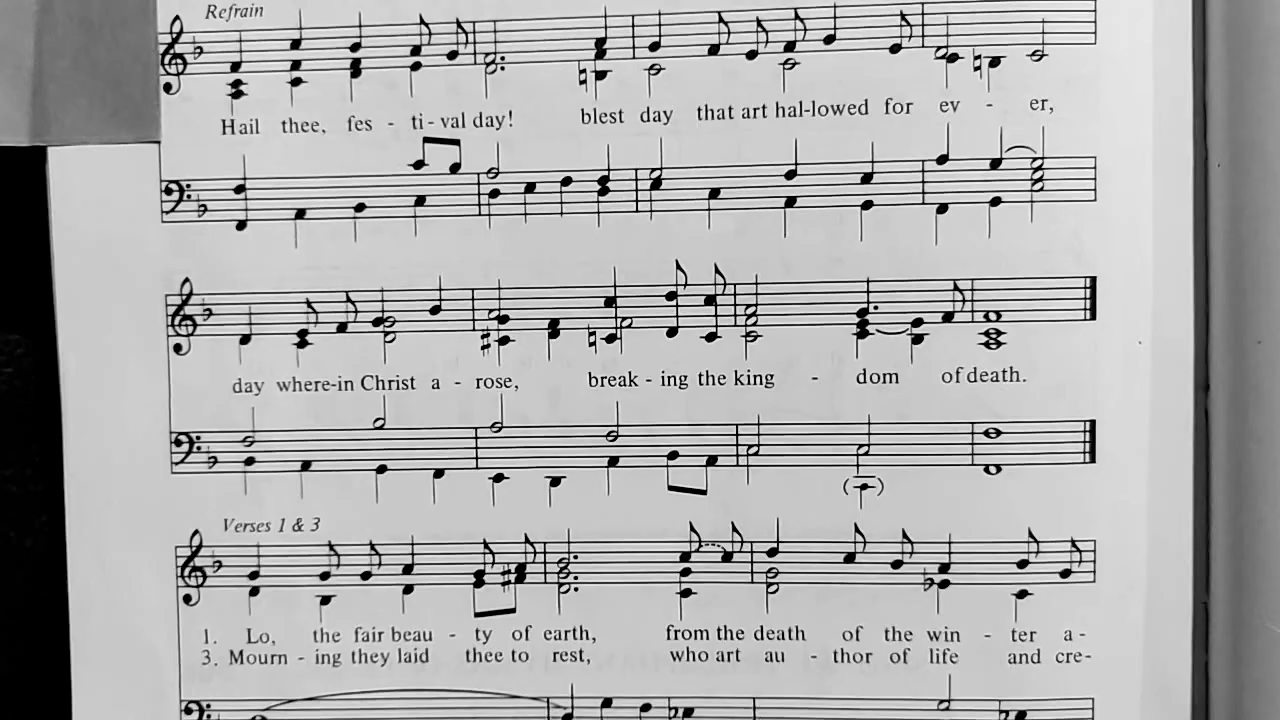 Refrain
Hail thee, fes - ti - val day! blest day that art hal-lowed for ev - er,
day where-in Christ a - rose, break - ing the king - dom of death.
Verses 1 & 3
1. Lo, the fair beau - ty of earth, from the death of the win - ter a -
3. Mourn - ing they laid thee to rest, who art au - thor of life and cre-